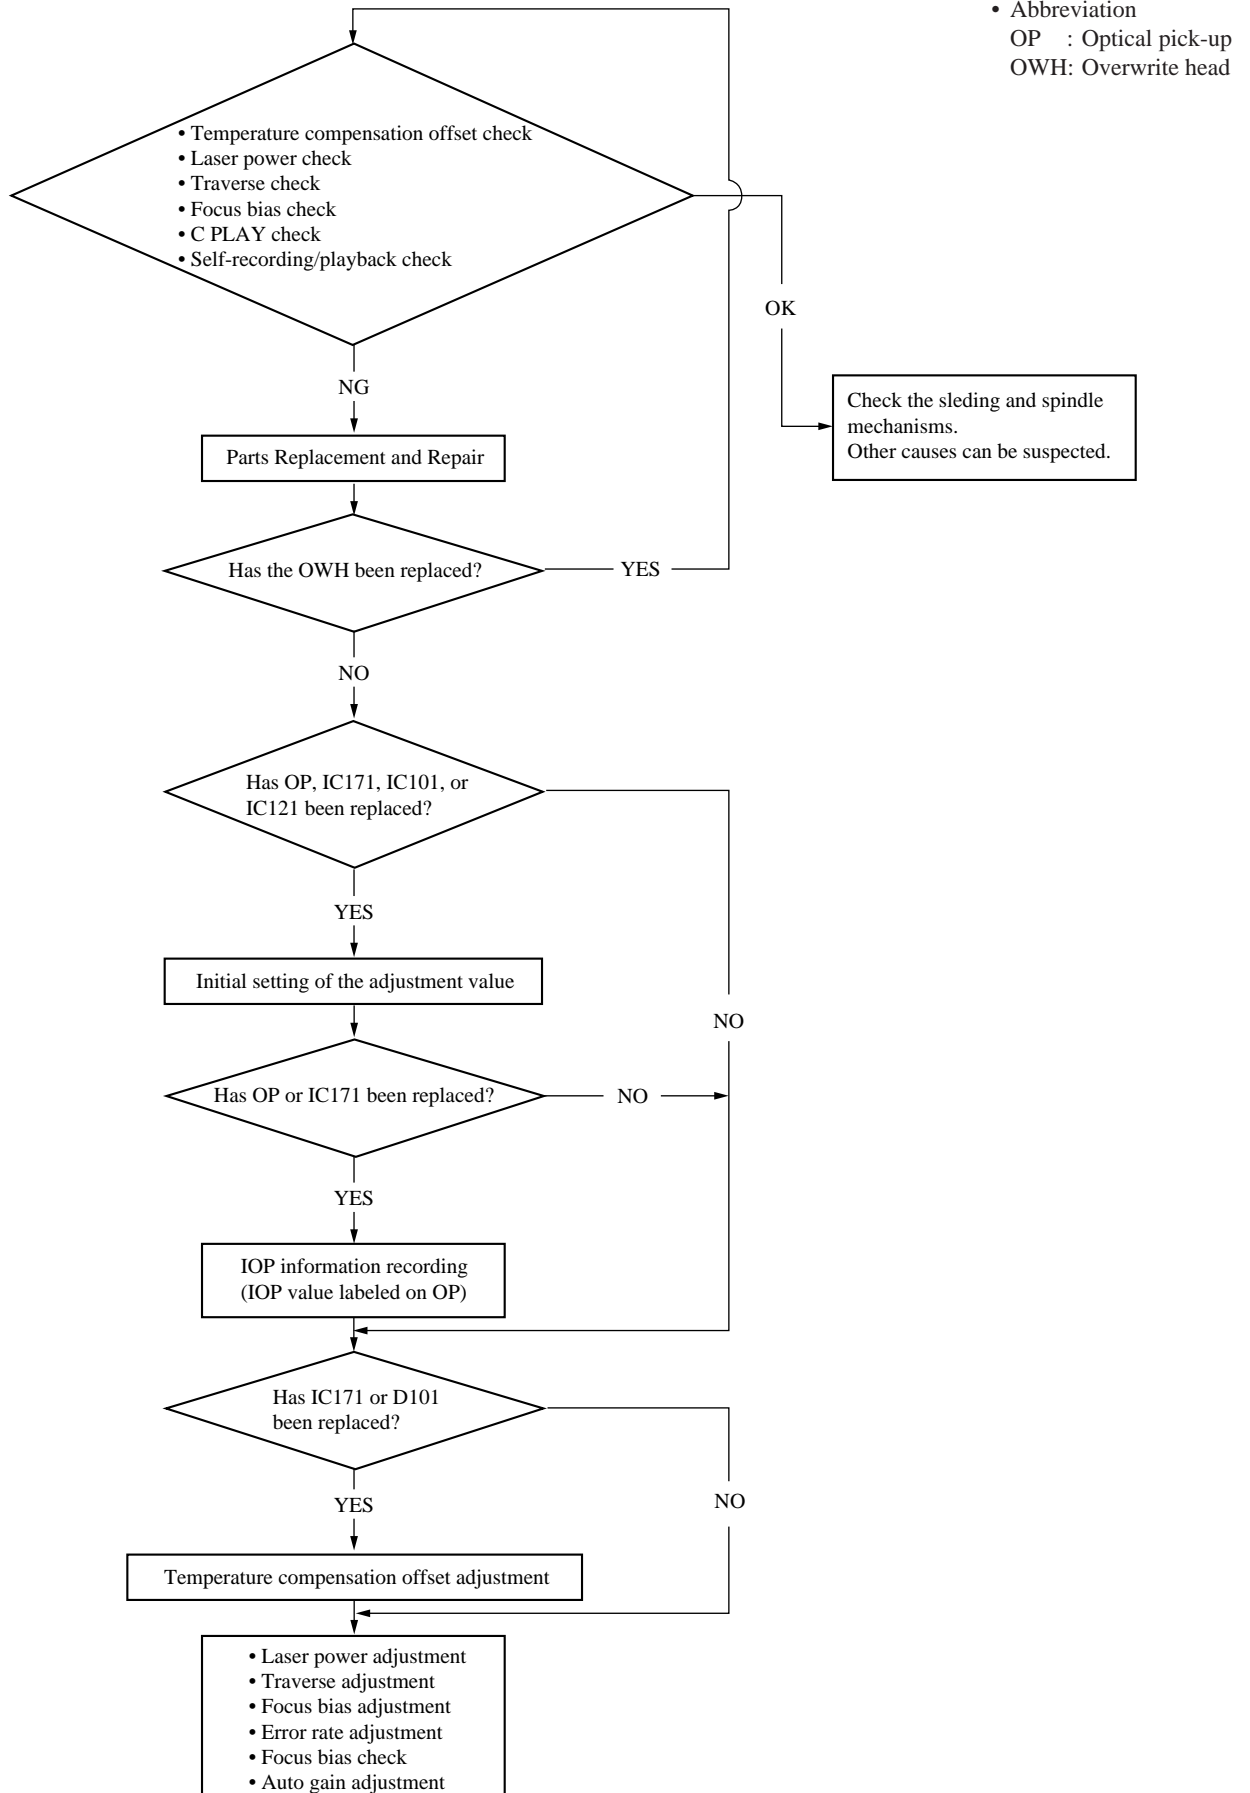 • Abbreviation
OP : Optical pick-up
OWH: Overwrite head
• Temperature compensation offset check
• Laser power check
• Traverse check
• Focus bias check
• C PLAY check
• Self-recording/playback check
OK
NG
Check the sleding and spindle
mechanisms.
Other causes can be suspected.
Parts Replacement and Repair
Has the OWH been replaced?
YES
NO
Has OP, IC171, IC101, or
IC121 been replaced?
YES
Initial setting of the adjustment value
NO
Has OP or IC171 been replaced?
NO
YES
IOP information recording
(IOP value labeled on OP)
Has IC171 or D101
been replaced?
YES
NO
Temperature compensation offset adjustment
• Laser power adjustment
• Traverse adjustment
• Focus bias adjustment
• Error rate adjustment
• Focus bias check
• Auto gain adjustment